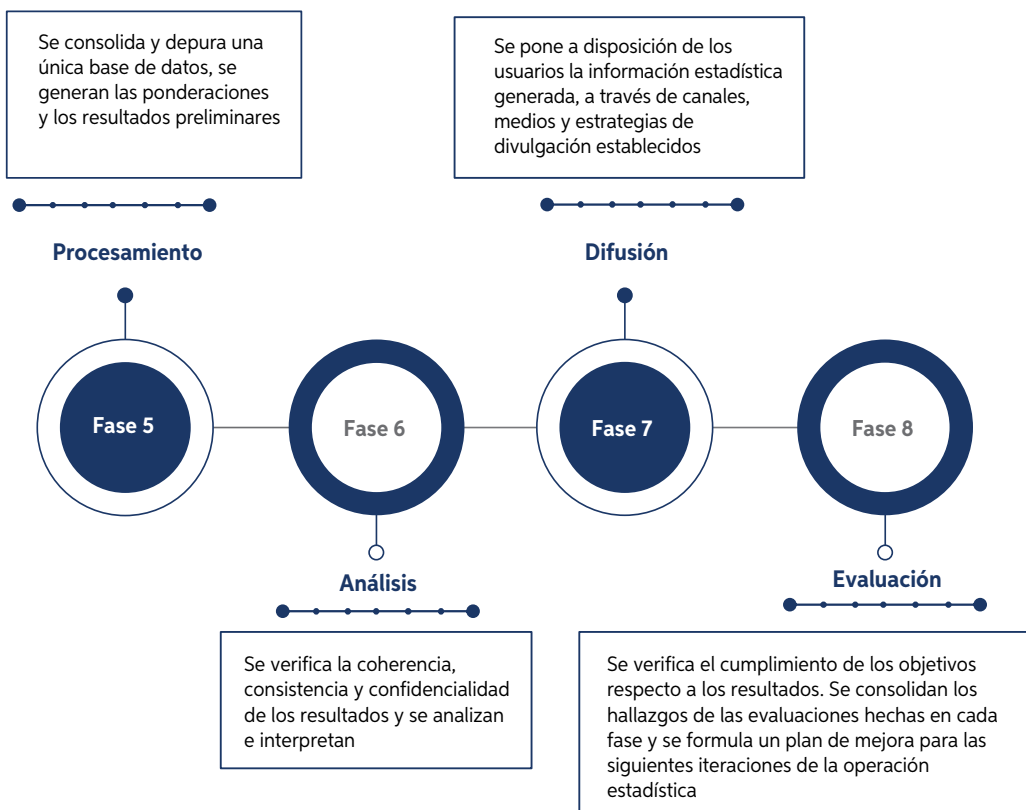 Se consolida y depura una
única base de datos, se
generan las ponderaciones
y los resultados preliminares
Procesamiento
Fase 5
Fase 6
Análisis
Se verifica la coherencia,
consistencia y confidencialidad
de los resultados y se analizan
e interpretan
Se pone a disposición de los
usuarios la información estadística
generada, a través de canales,
medios y estrategias de
divulgación establecidos
Difusión
Fase 7
Fase 8
Evaluación
Se verifica el cumplimiento de los objetivos
respecto a los resultados. Se consolidan los
hallazgos de las evaluaciones hechas en cada
fase y se formula un plan de mejora para las
siguientes iteraciones de la operación
estadística